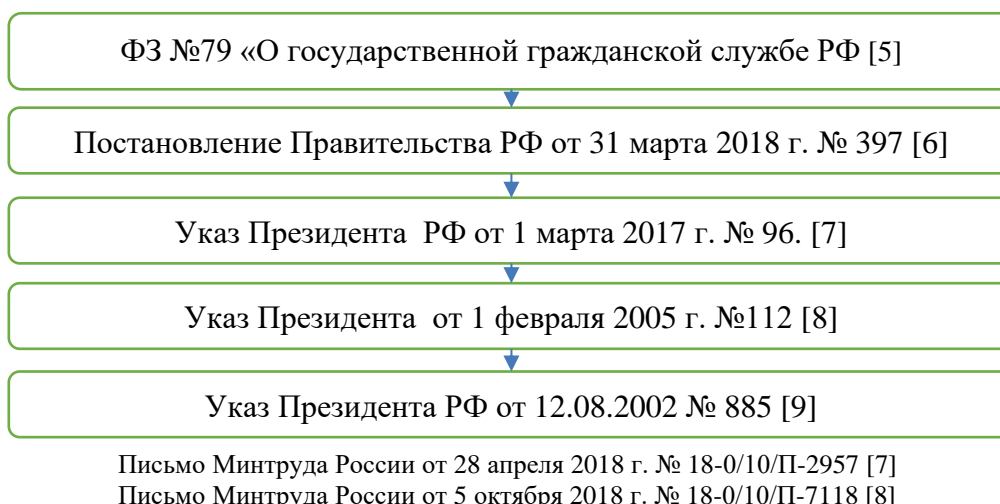 ФЗ №79 «О государственной гражданской службе РФ [5]
Постановление Правительства РФ от 31 марта 2018 г. № 397 [6]
Указ Президента РФ от 1 марта 2017 г. № 96. [7]
Указ Президента от 1 февраля 2005 г. №112 [8]
Указ Президента РФ от 12.08.2002 № 885 [9]
Письмо Минтруда России от 28 апреля 2018 г. № 18-0/10/П-2957 [7]
Письмо Минтруда России от 5 октября 2018 г. № 18-0/10/П-7118 [8]